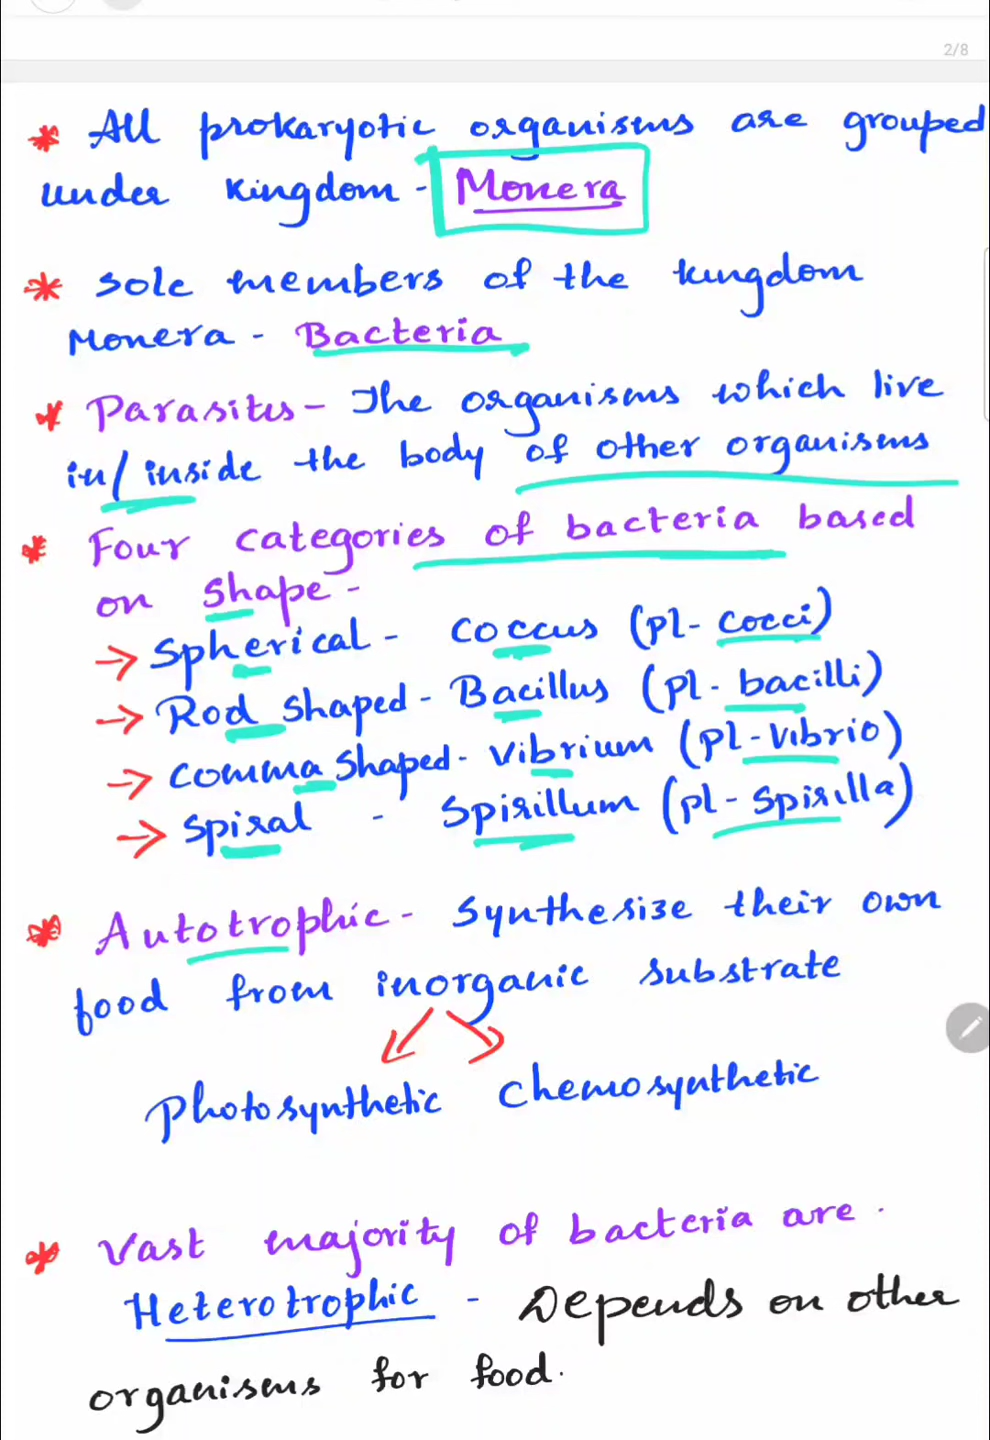 2/8
* All prokaryotic organisms are grouped
under kingdom - Monera
* Sole members of the kingdom
Monera - Bacteria
* Parasites - The organisms which live
in/inside the body of other organisms
* Four categories of bacteria based
on shape -
→ Spherical - Coccus (pl- cocci)
→ Rod shaped - Bacillus (pl- bacilli)
→ Comma shaped - Vibrium (pl-Vibrio)
→ Spiral - Spirillum (pl- Spirilla)
* Autotrophic - Synthesize their own
food from inorganic substrate
Photosynthetic Chemosynthetic
* Vast majority of bacteria are.
Heterotrophic - Depends on other
organisms for food.